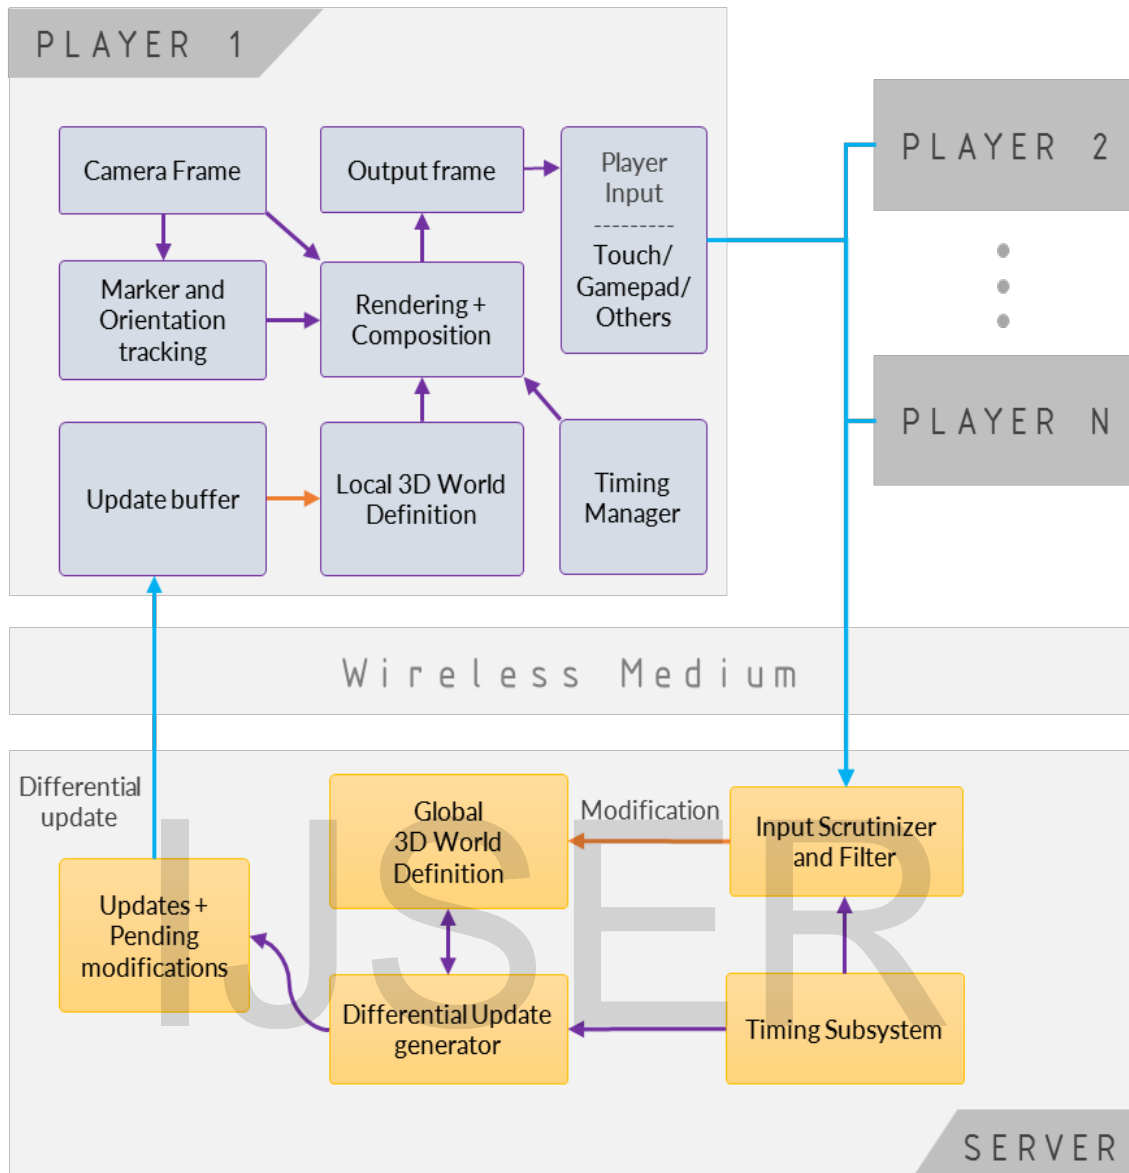 PLAYER 1
Camera Frame
Output frame
Player
Input
---------
Touch/
Gamepad/
Others
Marker and
Orientation
tracking
Rendering +
Composition
Update buffer
Local 3D World
Definition
Timing
Manager
PLAYER 2
PLAYER N
Wireless Medium
Differential
update
Global
3D World
Definition
Modification
Input Scrutinizer
and Filter
Updates +
Pending
modifications
Differential Update
generator
Timing Subsystem
IJSER
SERVER